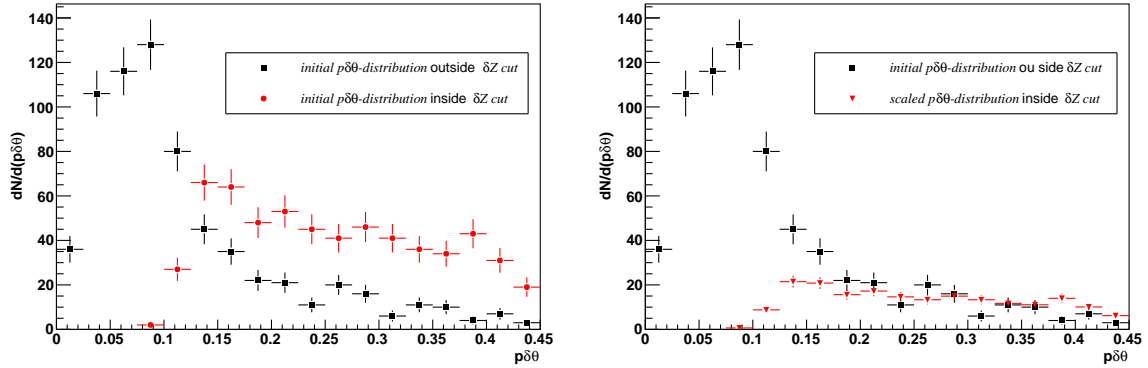 140
120
100
80
60
40
20
0
dN/d(pδθ)
initial pδθ-distribution outside δZ cut
initial pδθ-distribution inside δZ cut
0 0.05 0.1 0.15 0.2 0.25 0.3 0.35 0.4 0.45
pδθ
140
120
100
80
60
40
20
0
dN/d(pδθ)
initial pδθ-distribution ou side δZ cut
scaled pδθ-distribution inside δZ cut
0 0.05 0.1 0.15 0.2 0.25 0.3 0.35 0.4 0.45
pδθ